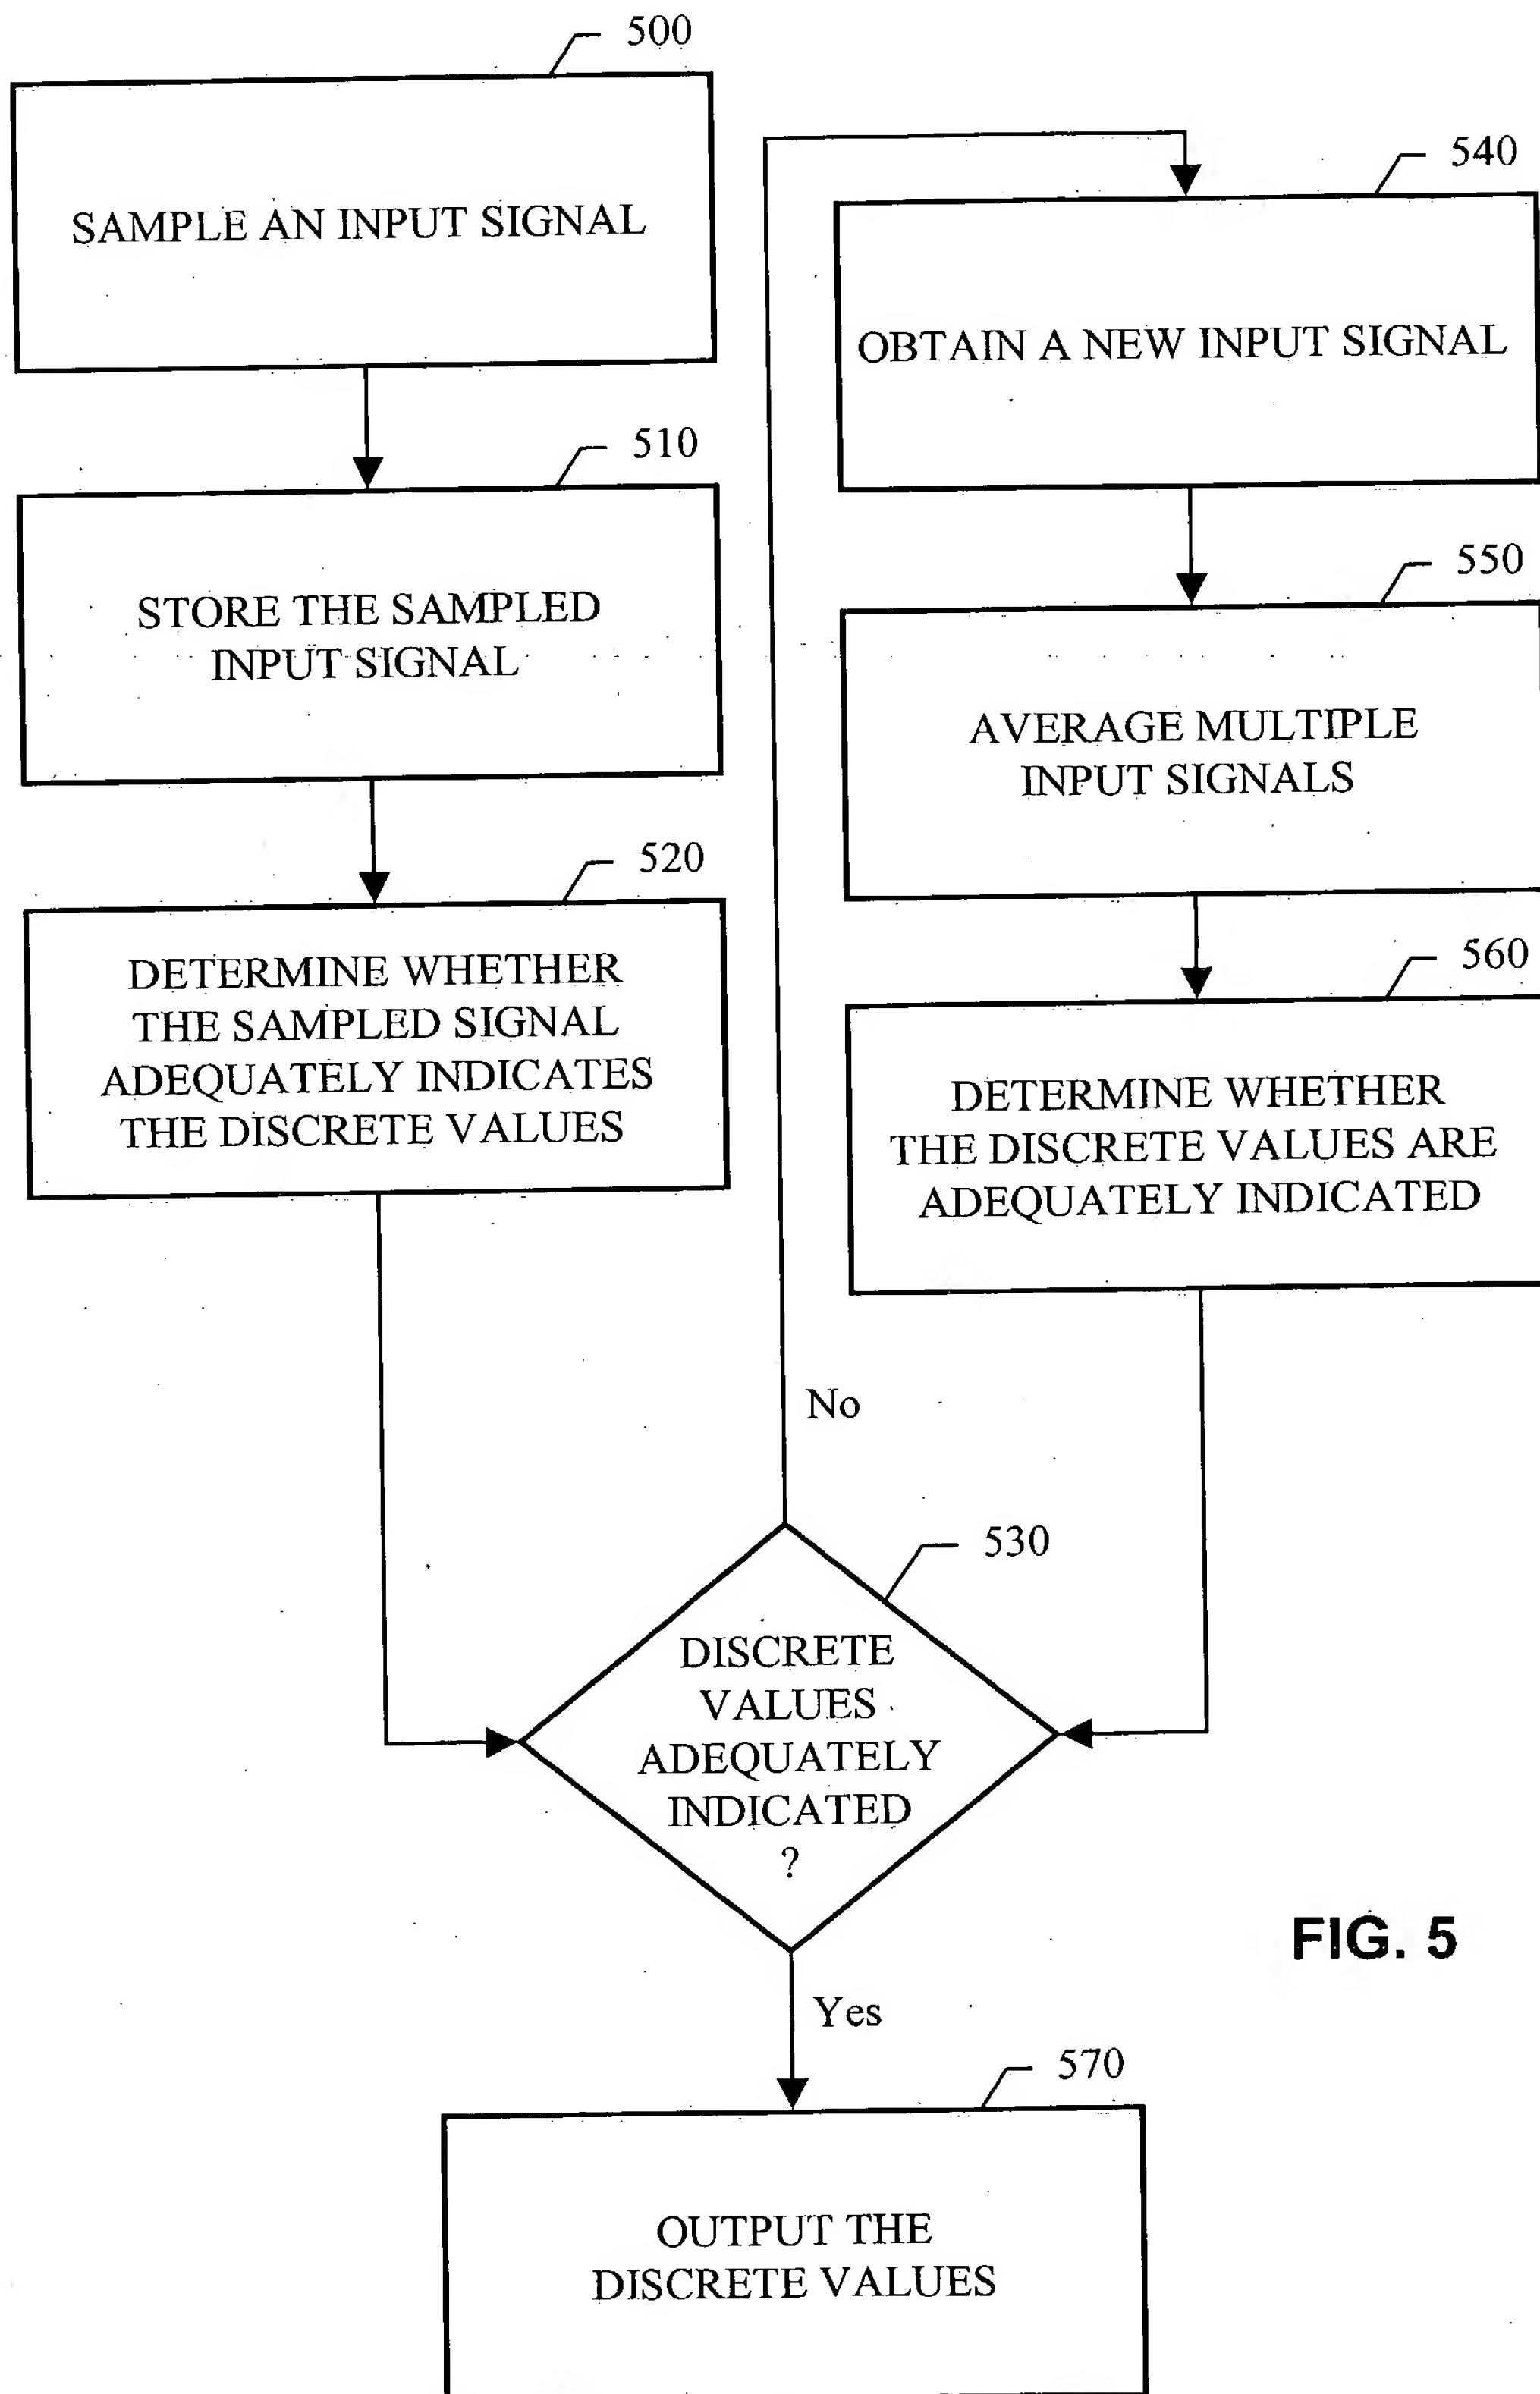 500
SAMPLE AN INPUT SIGNAL
510
STORE THE SAMPLED
INPUT SIGNAL
520
DETERMINE WHETHER
THE SAMPLED SIGNAL
ADEQUATELY INDICATES
THE DISCRETE VALUES
540
OBTAIN A NEW INPUT SIGNAL
550
AVERAGE MULTIPLE
INPUT SIGNALS
560
DETERMINE WHETHER
THE DISCRETE VALUES ARE
ADEQUATELY INDICATED
No
530
DISCRETE
VALUES
ADEQUATELY
INDICATED
?
Yes
570
OUTPUT THE
DISCRETE VALUES
FIG. 5